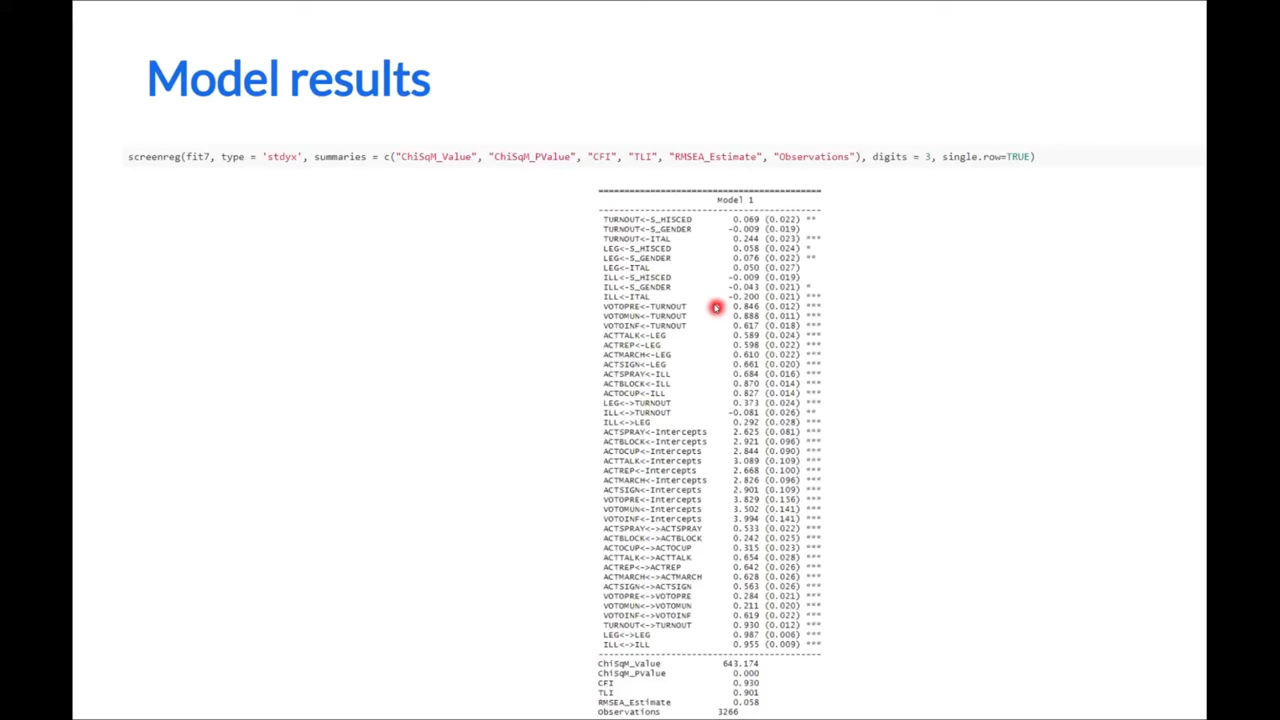 Model results
screenreg(fit7, type = 'stdyx', summaries = c("ChiSqM_Value", "ChiSqM_PValue", "CFI", "TLI", "RMSEA_Estimate", "Observations"), digits = 3, single.row=TRUE)
===========================================
Model 1
-------------------------------------------
TURNOUT<-S_HISCED 0.069 (0.022) **
TURNOUT<-S_GENDER -0.009 (0.019)
TURNOUT<-ITAL 0.244 (0.023) ***
LEG<-S_HISCED 0.058 (0.024) *
LEG<-S_GENDER 0.076 (0.022) **
LEG<-ITAL 0.050 (0.027)
ILL<-S_HISCED -0.009 (0.019)
ILL<-S_GENDER -0.043 (0.021) *
ILL<-ITAL -0.200 (0.021) ***
VOTOPRE<-TURNOUT 0.846 (0.012) ***
VOTOMUN<-TURNOUT 0.888 (0.011) ***
VOTOINF<-TURNOUT 0.617 (0.018) ***
ACTTALK<-LEG 0.589 (0.024) ***
ACTREP<-LEG 0.598 (0.022) ***
ACTMARCH<-LEG 0.610 (0.022) ***
ACTSIGN<-LEG 0.661 (0.020) ***
ACTSPRAY<-ILL 0.684 (0.016) ***
ACTBLOCK<-ILL 0.870 (0.014) ***
ACTOCUP<-ILL 0.827 (0.014) ***
LEG<->TURNOUT 0.373 (0.024) ***
ILL<->TURNOUT -0.081 (0.026) **
ILL<->LEG 0.292 (0.028) ***
ACTSPRAY<-Intercepts 2.625 (0.081) ***
ACTBLOCK<-Intercepts 2.921 (0.096) ***
ACTOCUP<-Intercepts 2.844 (0.090) ***
ACTTALK<-Intercepts 3.089 (0.109) ***
ACTREP<-Intercepts 2.668 (0.100) ***
ACTMARCH<-Intercepts 2.826 (0.096) ***
ACTSIGN<-Intercepts 2.901 (0.109) ***
VOTOPRE<-Intercepts 3.829 (0.156) ***
VOTOMUN<-Intercepts 3.502 (0.141) ***
VOTOINF<-Intercepts 3.994 (0.141) ***
ACTSPRAY<->ACTSPRAY 0.533 (0.022) ***
ACTBLOCK<->ACTBLOCK 0.242 (0.025) ***
ACTOCUP<->ACTOCUP 0.315 (0.023) ***
ACTTALK<->ACTTALK 0.654 (0.028) ***
ACTREP<->ACTREP 0.642 (0.026) ***
ACTMARCH<->ACTMARCH 0.628 (0.026) ***
ACTSIGN<->ACTSIGN 0.563 (0.026) ***
VOTOPRE<->VOTOPRE 0.284 (0.021) ***
VOTOMUN<->VOTOMUN 0.211 (0.020) ***
VOTOINF<->VOTOINF 0.619 (0.022) ***
TURNOUT<->TURNOUT 0.930 (0.012) ***
LEG<->LEG 0.987 (0.006) ***
ILL<->ILL 0.955 (0.009) ***
-------------------------------------------
ChiSqM_Value 643.174
ChiSqM_PValue 0.000
CFI 0.930
TLI 0.901
RMSEA_Estimate 0.058
Observations 3266